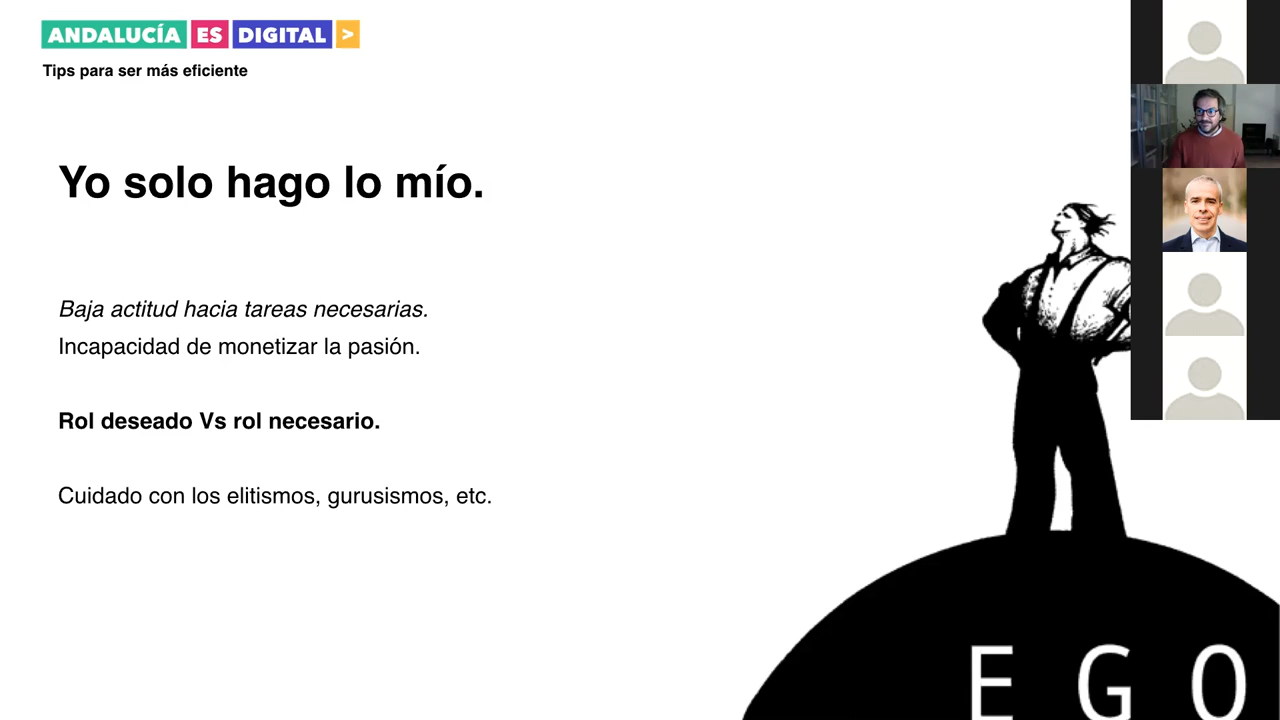 ANDALUCÍA ES DIGITAL >
Tips para ser más eficiente
Yo solo hago lo mío.
Baja actitud hacia tareas necesarias.
Incapacidad de monetizar la pasión.
Rol deseado Vs rol necesario.
Cuidado con los elitismos, gurusismos, etc.
EGO